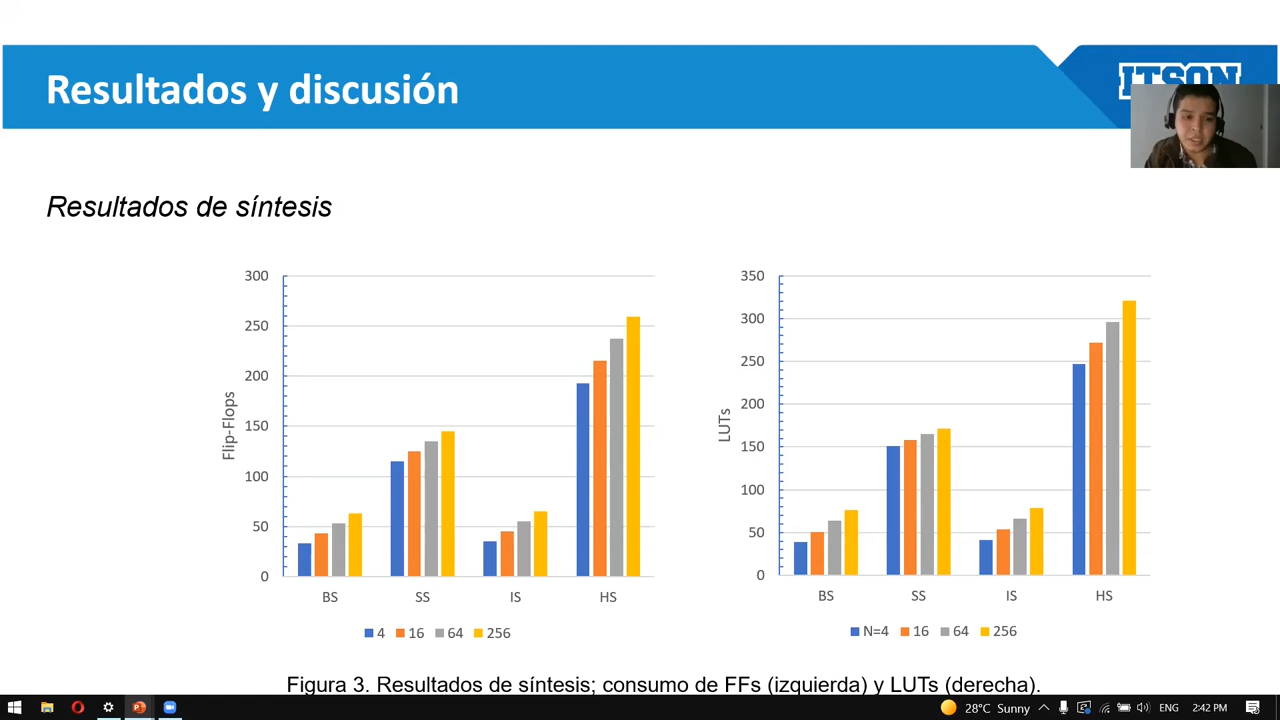 Resultados y discusión
ITSON
Resultados de síntesis
300
250
200
150
100
50
0
Flip-Flops
BS SS IS HS
4 16 64 256
350
300
250
200
150
100
50
0
LUTs
BS SS IS HS
N=4 16 64 256
Figura 3. Resultados de síntesis; consumo de FFs (izquierda) y LUTs (derecha).
28°C Sunny ENG 2:42 PM